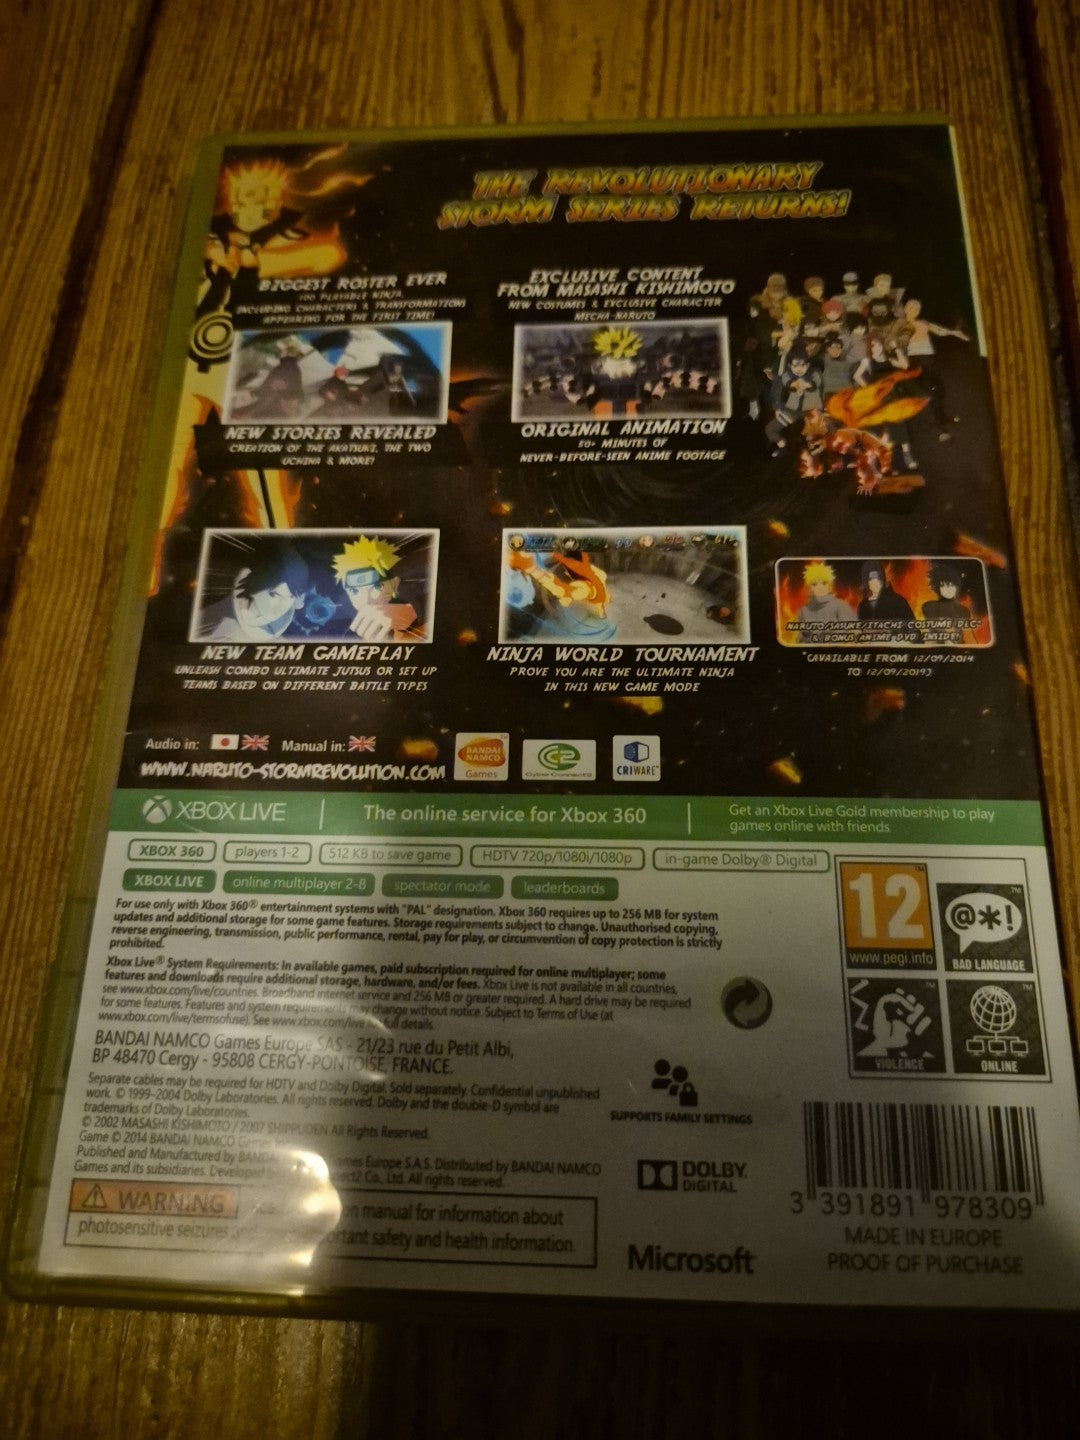 THE REVOLUTIONARY
STORM SERIES RETURNS!
BIGGEST ROSTER EVER
100 PLAYABLE NINJA,
INCLUDING CHARACTERS & TRANSFORMATIONS
APPEARING FOR THE FIRST TIME!
EXCLUSIVE CONTENT
FROM MASASHI KISHIMOTO
NEW COSTUMES & EXCLUSIVE CHARACTER
MECHA-NARUTO
NEW STORIES REVEALED
CREATION OF THE AKATSUKI, THE TWO
UCHIHA & MORE!
ORIGINAL ANIMATION
50+ MINUTES OF
NEVER-BEFORE-SEEN ANIME FOOTAGE
NEW TEAM GAMEPLAY
UNLEASH COMBO ULTIMATE JUTSUS OR SET UP
TEAMS BASED ON DIFFERENT BATTLE TYPES
NINJA WORLD TOURNAMENT
PROVE YOU ARE THE ULTIMATE NINJA
IN THIS NEW GAME MODE
NARUTO/SASUKE/ITACHI COSTUME DLC*
& BONUS ANIME DVD INSIDE!
*(AVAILABLE FROM 12/09/2014
TO 12/09/2019)
Audio in: Manual in:
WWW.NARUTO-STORMREVOLUTION.COM
BANDAI
NAMCO
Games
CyberConnect2
CRIWARE™
XBOX LIVE
The online service for Xbox 360
Get an Xbox Live Gold membership to play
games online with friends
XBOX 360 players 1-2 512 KB to save game HDTV 720p/1080i/1080p in-game Dolby® Digital
XBOX LIVE online multiplayer 2-8 spectator mode leaderboards
For use only with Xbox 360® entertainment systems with "PAL" designation. Xbox 360 requires up to 256 MB for system
updates and additional storage for some game features. Storage requirements subject to change. Unauthorised copying,
reverse engineering, transmission, public performance, rental, pay for play, or circumvention of copy protection is strictly
prohibited.
Xbox Live® System Requirements: In available games, paid subscription required for online multiplayer; some
features and downloads require additional storage, hardware, and/or fees. Xbox Live is not available in all countries,
see www.xbox.com/live/countries. Broadband internet service and 256 MB or greater required. A hard drive may be required
for some features. Features and system requirements may change without notice. Subject to Terms of Use (at
www.xbox.com/live/termsofuse). See www.xbox.com/live for full details.
BANDAI NAMCO Games Europe SAS - 21/23 rue du Petit Albi,
BP 48470 Cergy - 95808 CERGY-PONTOISE, FRANCE.
Separate cables may be required for HDTV and Dolby Digital. Sold separately. Confidential unpublished
work. © 1999-2004 Dolby Laboratories. All rights reserved. Dolby and the double-D symbol are
trademarks of Dolby Laboratories.
© 2002 MASASHI KISHIMOTO / 2007 SHIPPUDEN All Rights Reserved.
Game © 2014 BANDAI NAMCO Games
Published and Manufactured by Games Europe S.A.S. Distributed by BANDAI NAMCO
Games and its subsidiaries. Developed Co., Ltd. All rights reserved.
WARNING manual for information about
photosensitive seizures and safety and health information.
12™
www.pegi.info
BAD LANGUAGE
VIOLENCE
ONLINE
SUPPORTS FAMILY SETTINGS
DOLBY
DIGITAL
Microsoft
3 391891 978309
MADE IN EUROPE
PROOF OF PURCHASE